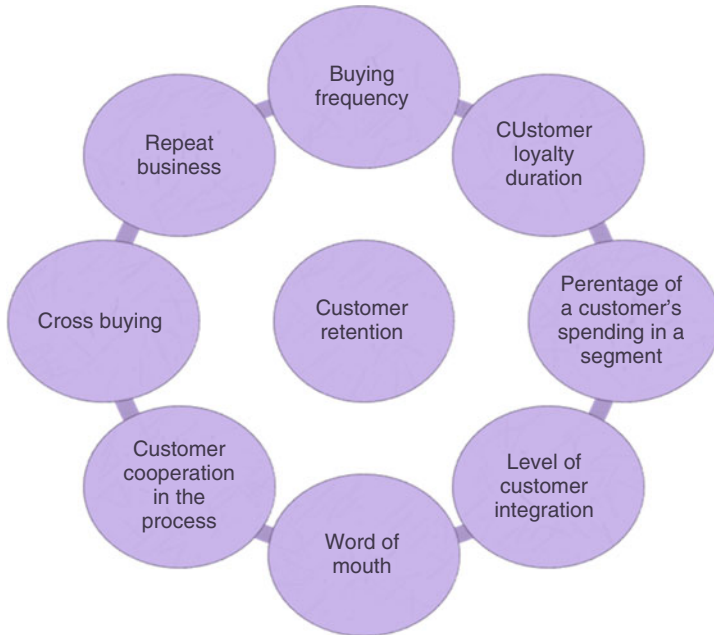 Buying
frequency
CUstomer
loyalty
duration
Perentage of
a customer's
spending in a
segment
Level of
customer
integration
Word of
mouth
Customer
cooperation
in the
process
Cross buying
Repeat
business
Customer
retention